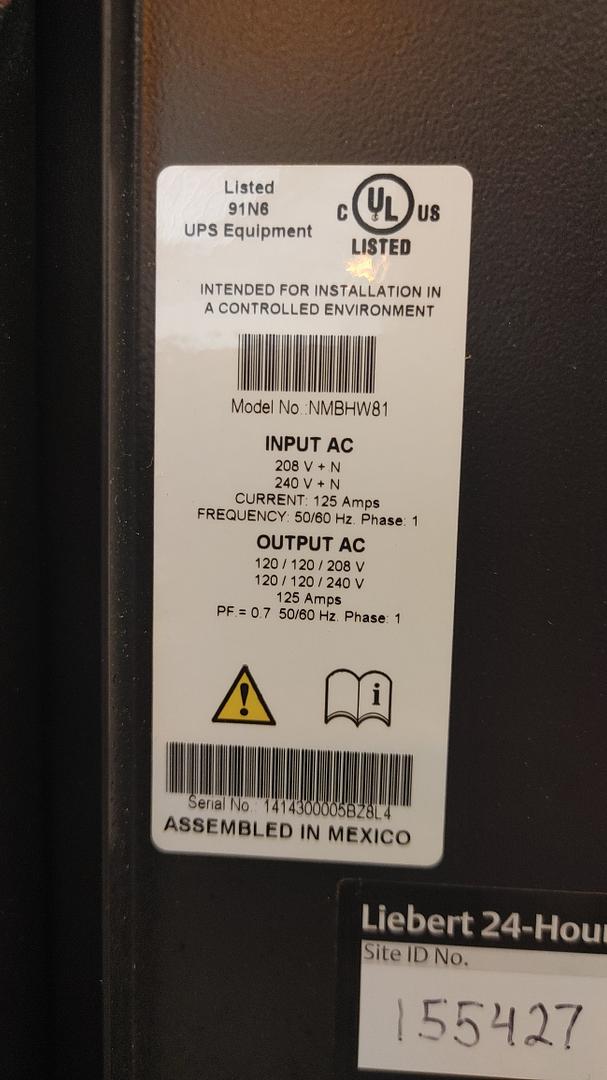 Listed
91N6
UPS Equipment
C UL US
LISTED
INTENDED FOR INSTALLATION IN
A CONTROLLED ENVIRONMENT
Model No.:NMBHW81
INPUT AC
208 V + N
240 V + N
CURRENT: 125 Amps
FREQUENCY: 50/60 Hz. Phase: 1
OUTPUT AC
120 / 120 / 208 V
120 / 120 / 240 V
125 Amps
PF.= 0.7 50/60 Hz. Phase: 1
Serial No.: 1414300005BZ8L4
ASSEMBLED IN MEXICO
Liebert 24-Hour
Site ID No.
155427